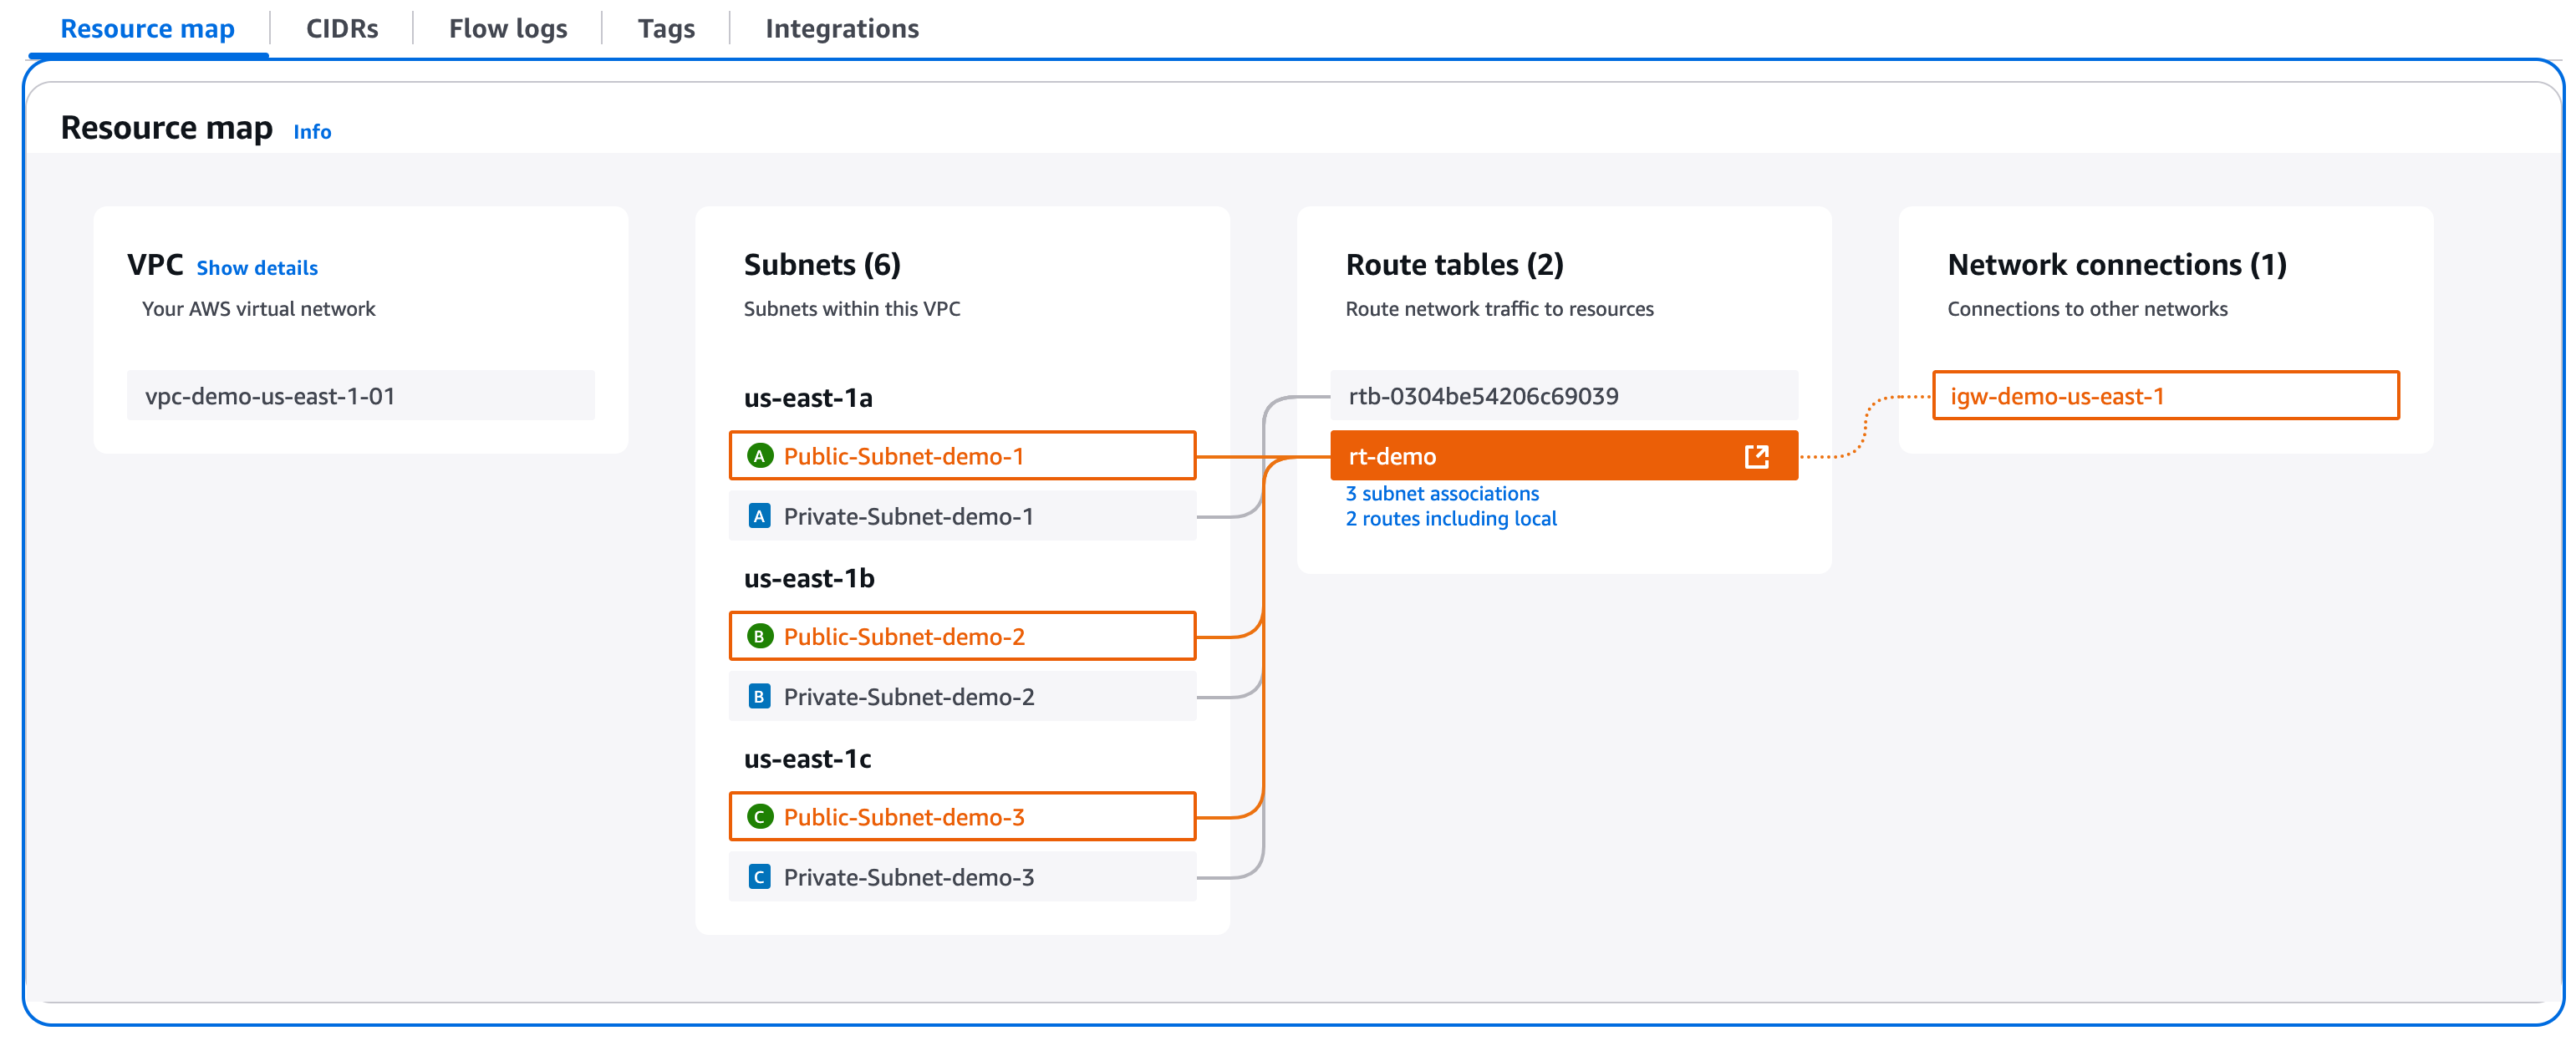 Resource map
CIDRs
Flow logs
Tags
Integrations
Resource map Info
VPC Show details
Your AWS virtual network
vpc-demo-us-east-1-01
Subnets (6)
Subnets within this VPC
us-east-1a
A Public-Subnet-demo-1
A Private-Subnet-demo-1
us-east-1b
B Public-Subnet-demo-2
B Private-Subnet-demo-2
us-east-1c
C Public-Subnet-demo-3
C Private-Subnet-demo-3
Route tables (2)
Route network traffic to resources
rtb-0304be54206c69039
rt-demo
3 subnet associations
2 routes including local
Network connections (1)
Connections to other networks
igw-demo-us-east-1